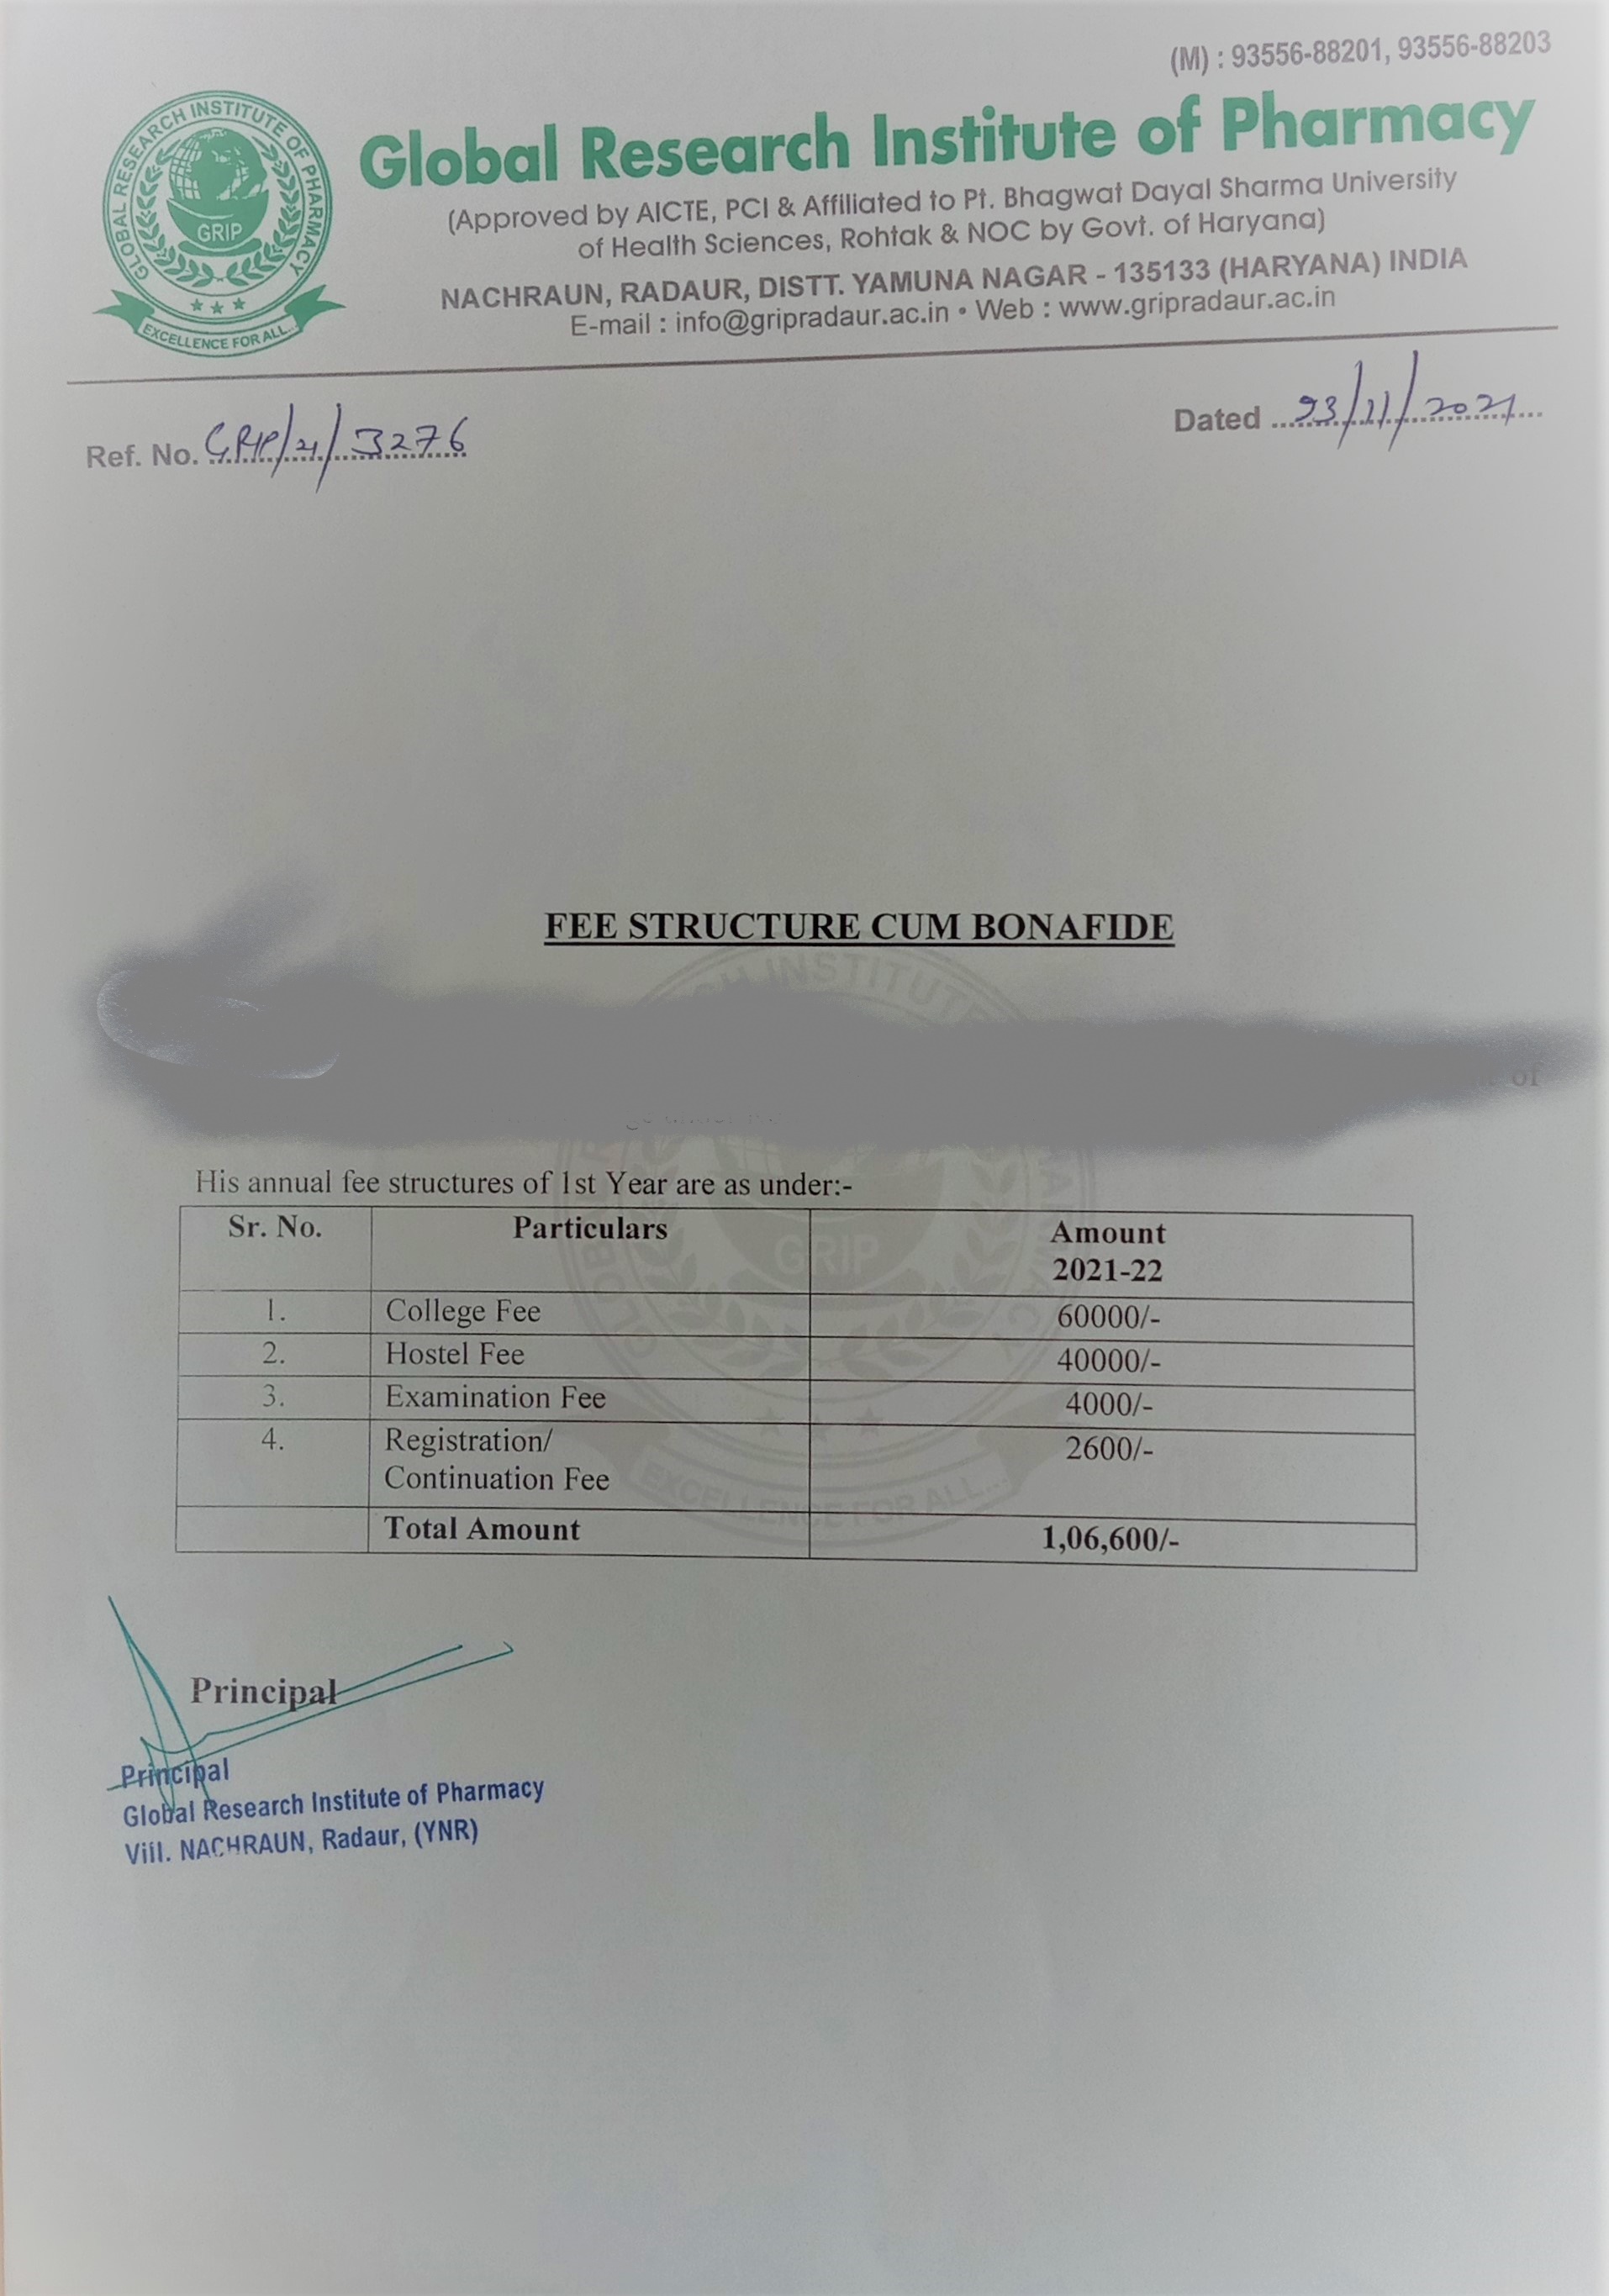 (M) : 93556-88201, 93556-88203
GLOBAL RESEARCH INSTITUTE OF PHARMACY
GRIP
EXCELLENCE FOR ALL...
Global Research Institute of Pharmacy
(Approved by AICTE, PCI & Affiliated to Pt. Bhagwat Dayal Sharma University
of Health Sciences, Rohtak & NOC by Govt. of Haryana)
NACHRAUN, RADAUR, DISTT. YAMUNA NAGAR - 135133 (HARYANA) INDIA
E-mail : info@gripradaur.ac.in • Web : www.gripradaur.ac.in
Ref. No. GRIP/21/3276
Dated 23/11/2021
FEE STRUCTURE CUM BONAFIDE
of
His annual fee structures of 1st Year are as under:-
Sr. No. Particulars Amount
2021-22
1. College Fee 60000/-
2. Hostel Fee 40000/-
3. Examination Fee 4000/-
4. Registration/ 2600/-
Continuation Fee
Total Amount 1,06,600/-
Principal
Principal
Global Research Institute of Pharmacy
Vill. NACHRAUN, Radaur, (YNR)